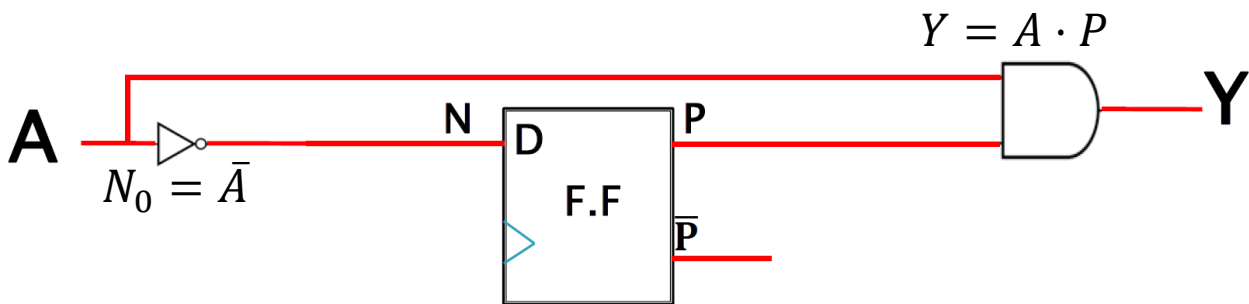 Y = A · P
A
N
D
P
Y
N₀ = Ā
F.F
P̅